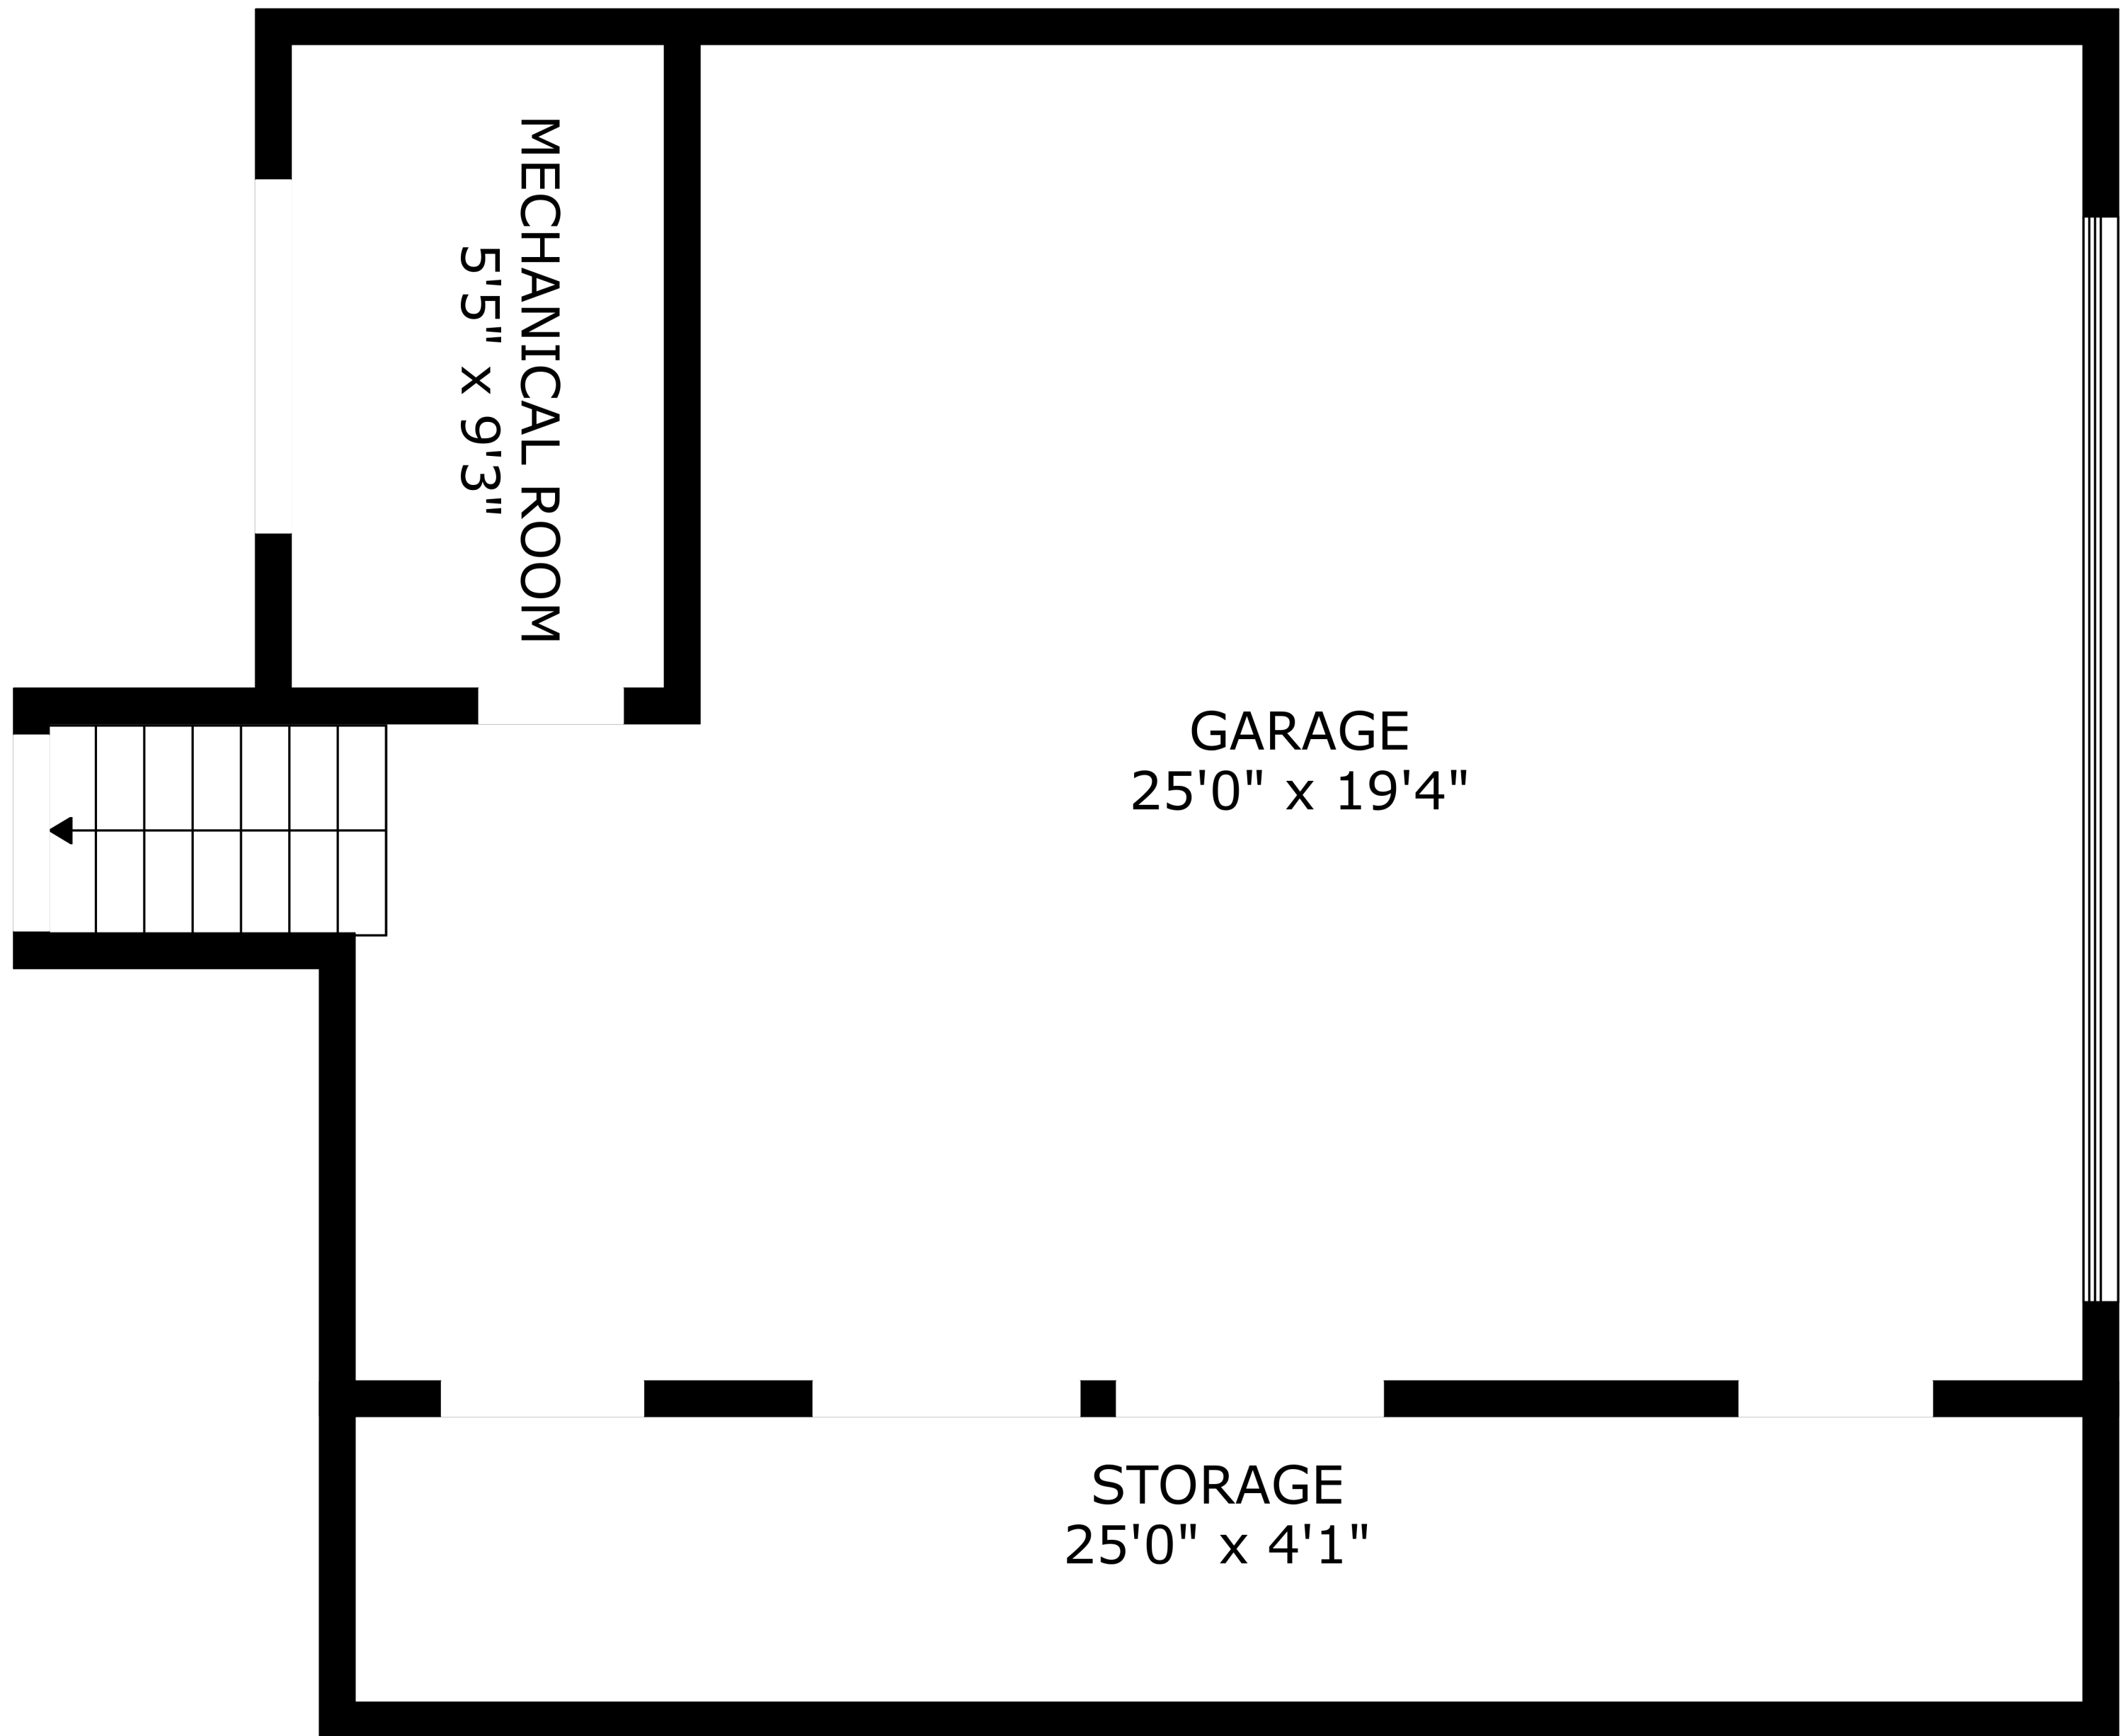 MECHANICAL ROOM
5'5" x 9'3"
GARAGE
25'0" x 19'4"
STORAGE
25'0" x 4'1"